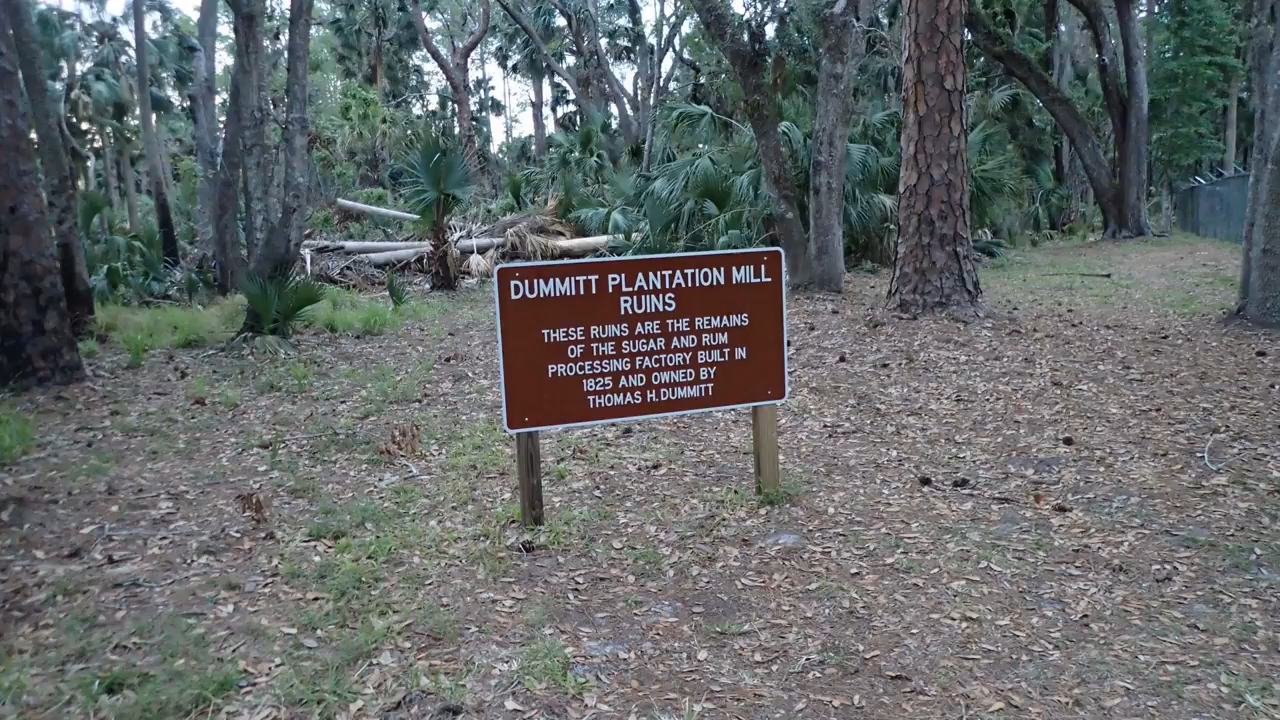 DUMMITT PLANTATION MILL
RUINS
THESE RUINS ARE THE REMAINS
OF THE SUGAR AND RUM
PROCESSING FACTORY BUILT IN
1825 AND OWNED BY
THOMAS H. DUMMITT